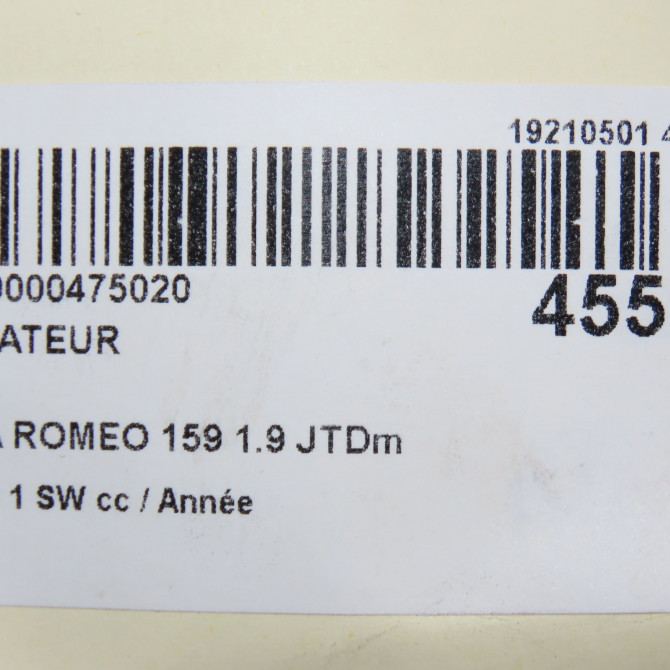 19210501 4
0000475020
455
ATEUR
A ROMEO 159 1.9 JTDm
1 SW cc / Année